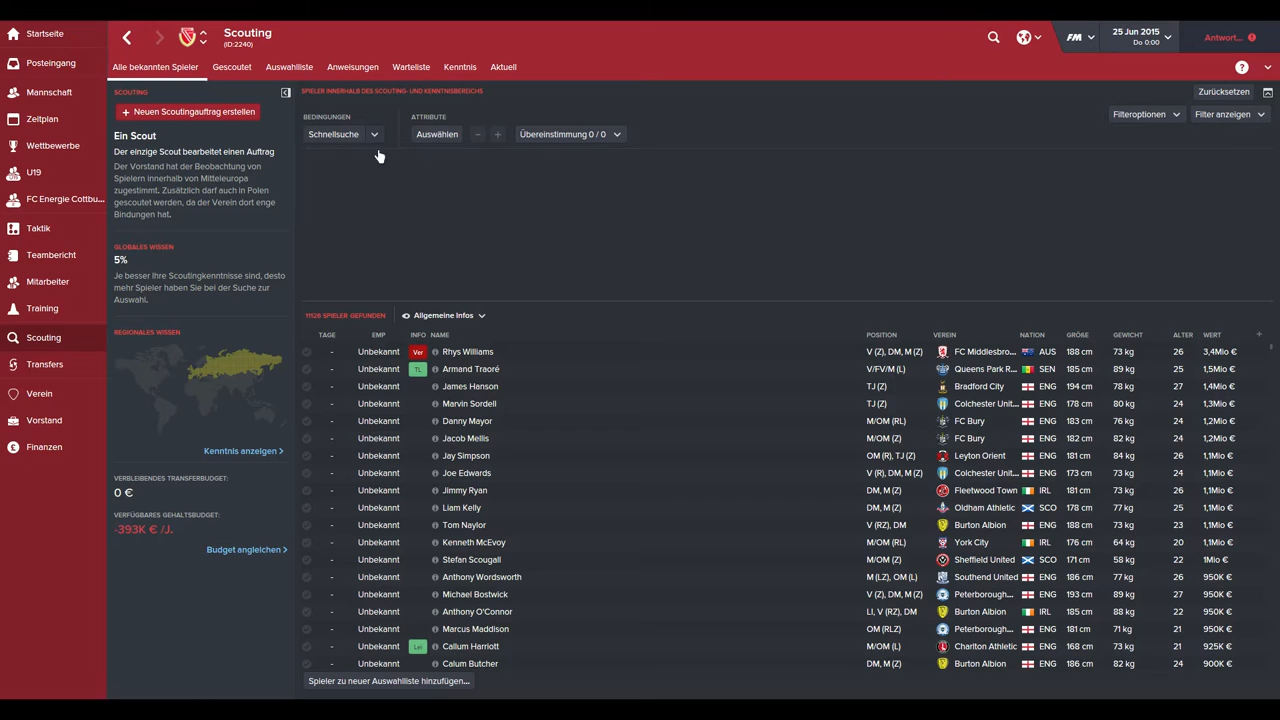 Startseite
Posteingang
Mannschaft
Zeitplan
Wettbewerbe
U19
FC Energie Cottbu...
Taktik
Teambericht
Mitarbeiter
Training
Scouting
Transfers
Verein
Vorstand
Finanzen
Scouting
(ID:2240)
FM
25 Jun 2015
Do 0:00
Antwort...
Alle bekannten Spieler Gescoutet Auswahlliste Anweisungen Warteliste Kenntnis Aktuell
SCOUTING
+ Neuen Scoutingauftrag erstellen
Ein Scout
Der einzige Scout bearbeitet einen Auftrag
Der Vorstand hat der Beobachtung von
Spielern innerhalb von Mitteleuropa
zugestimmt. Zusätzlich darf auch in Polen
gescoutet werden, da der Verein dort enge
Bindungen hat.
GLOBALES WISSEN
5%
Je besser Ihre Scoutingkenntnisse sind, desto
mehr Spieler haben Sie bei der Suche zur
Auswahl.
REGIONALES WISSEN
Kenntnis anzeigen >
VERBLEIBENDES TRANSFERBUDGET:
0 €
VERFÜGBARES GEHALTSBUDGET:
-393K € /J.
Budget angleichen >
SPIELER INNERHALB DES SCOUTING- UND KENNTNISBEREICHS
Zurücksetzen
Filteroptionen Filter anzeigen
BEDINGUNGEN ATTRIBUTE
Schnellsuche Auswählen - + Übereinstimmung 0 / 0
11126 SPIELER GEFUNDEN Allgemeine Infos
TAGE EMP INFO NAME POSITION VEREIN NATION GRÖßE GEWICHT ALTER WERT +
- Unbekannt Ver Rhys Williams V (Z), DM, M (Z) FC Middlesbro... AUS 188 cm 73 kg 26 3,4Mio €
- Unbekannt TL Armand Traoré V/FV/M (L) Queens Park R... SEN 185 cm 89 kg 25 1,5Mio €
- Unbekannt James Hanson TJ (Z) Bradford City ENG 194 cm 78 kg 27 1,4Mio €
- Unbekannt Marvin Sordell TJ (Z) Colchester Unit... ENG 178 cm 80 kg 24 1,3Mio €
- Unbekannt Danny Mayor M/OM (RL) FC Bury ENG 183 cm 76 kg 24 1,2Mio €
- Unbekannt Jacob Mellis M/OM (Z) FC Bury ENG 182 cm 82 kg 24 1,2Mio €
- Unbekannt Jay Simpson OM (R), TJ (Z) Leyton Orient ENG 181 cm 84 kg 26 1,1Mio €
- Unbekannt Joe Edwards V (R), DM, M (Z) Colchester Unit... ENG 173 cm 73 kg 24 1,1Mio €
- Unbekannt Jimmy Ryan DM, M (Z) Fleetwood Town IRL 181 cm 73 kg 26 1,1Mio €
- Unbekannt Liam Kelly DM, M (Z) Oldham Athletic SCO 178 cm 77 kg 25 1,1Mio €
- Unbekannt Tom Naylor V (RZ), DM Burton Albion ENG 188 cm 73 kg 23 1,1Mio €
- Unbekannt Kenneth McEvoy M/OM (RL) York City IRL 176 cm 64 kg 20 1,1Mio €
- Unbekannt Stefan Scougall M/OM (Z) Sheffield United SCO 171 cm 58 kg 22 1Mio €
- Unbekannt Anthony Wordsworth M (LZ), OM (L) Southend United ENG 186 cm 77 kg 26 950K €
- Unbekannt Michael Bostwick V (Z), DM, M (Z) Peterborough... ENG 193 cm 89 kg 27 950K €
- Unbekannt Anthony O'Connor LI, V (RZ), DM Burton Albion IRL 185 cm 88 kg 22 950K €
- Unbekannt Marcus Maddison OM (RLZ) Peterborough... ENG 181 cm 71 kg 21 950K €
- Unbekannt Lei Callum Harriott M/OM (L) Charlton Athletic ENG 168 cm 73 kg 21 925K €
- Unbekannt Calum Butcher DM, M (Z) Burton Albion ENG 186 cm 82 kg 24 900K €
Spieler zu neuer Auswahlliste hinzufügen...